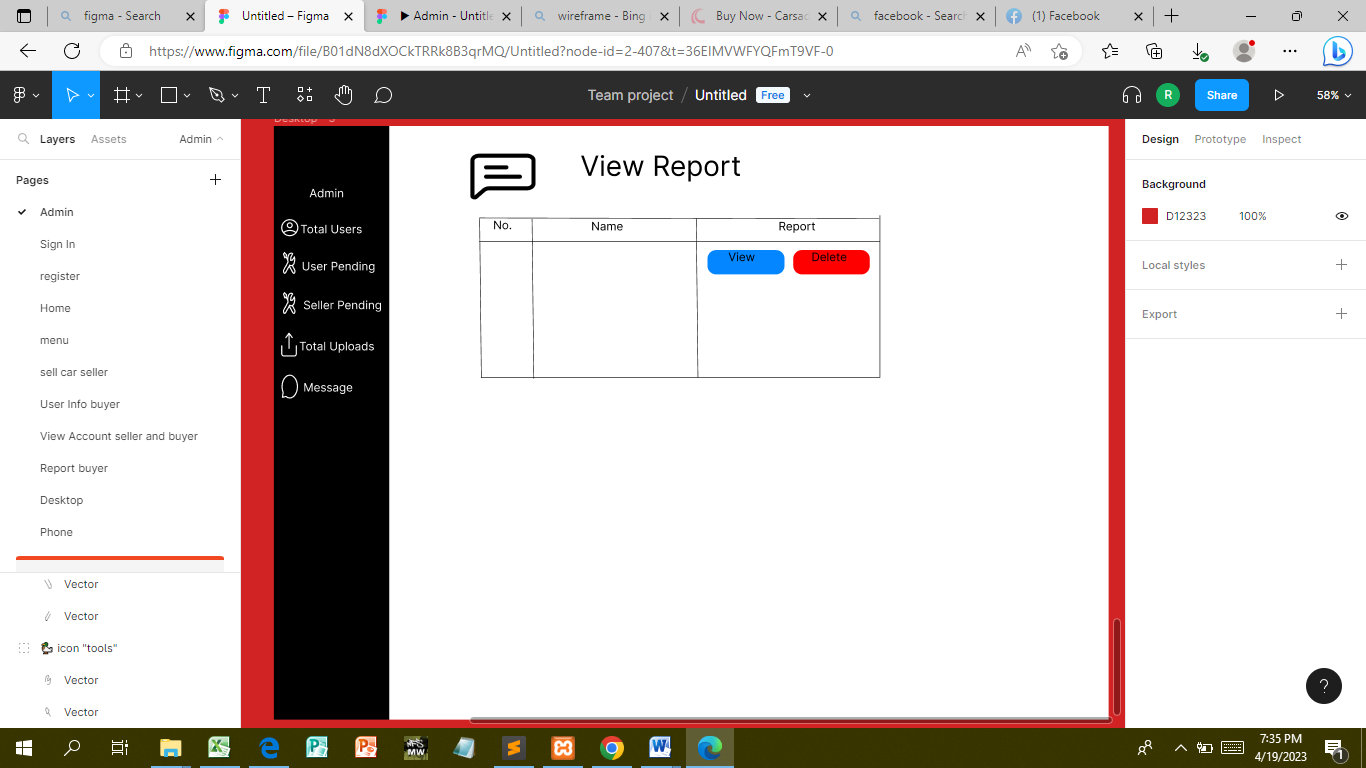 figma - Search
Untitled – Figma
▶ Admin - Untitle
wireframe - Bing
Buy Now - Carsac
facebook - Search
(1) Facebook
https://www.figma.com/file/B01dN8dXOCkTRRk8B3qrMQ/Untitled?node-id=2-407&t=36EIMVWFYQFmT9VF-0
Team project / Untitled Free
R
Share
58%
Layers
Assets
Admin
Design
Prototype
Inspect
Pages
Admin
Sign In
register
Home
menu
sell car seller
User Info buyer
View Account seller and buyer
Report buyer
Desktop
Phone
Vector
Vector
icon "tools"
Vector
Vector
Desktop - 5
Admin
Total Users
User Pending
Seller Pending
Total Uploads
Message
View Report
No. Name Report
View Delete
Background
D12323 100%
Local styles
Export
?
MW
7:35 PM
4/19/2023
1